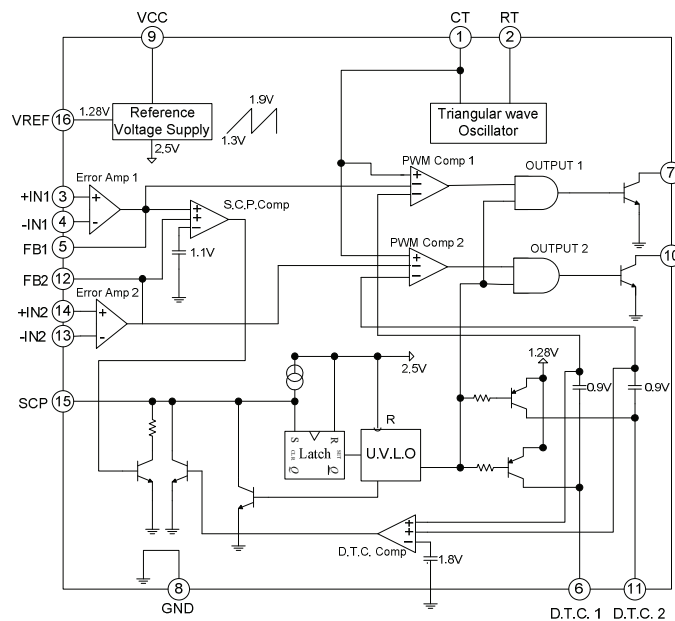 VCC
CT
RT
9
1
2
1.9V
VREF
16
1.28V
Reference
Voltage Supply
1.3V
2.5V
Triangular wave
Oscillator
Error Amp 1
PWM Comp 1
OUTPUT 1
7
+IN1
3
+
-
-IN1
4
S.C.P.Comp
+
+
-
+
-
-
FB1
5
1.1V
PWM Comp 2
OUTPUT 2
10
FB2
12
+
-
-
Error Amp 2
+IN2
14
+
-
-IN2
13
2.5V
1.28V
0.9V
0.9V
SCP
15
R
S
R
CLR
SET
Latch
Q
Q
U.V.L.O
+
+
-
D.T.C. Comp
1.8V
8
GND
6
11
D.T.C. 1
D.T.C. 2